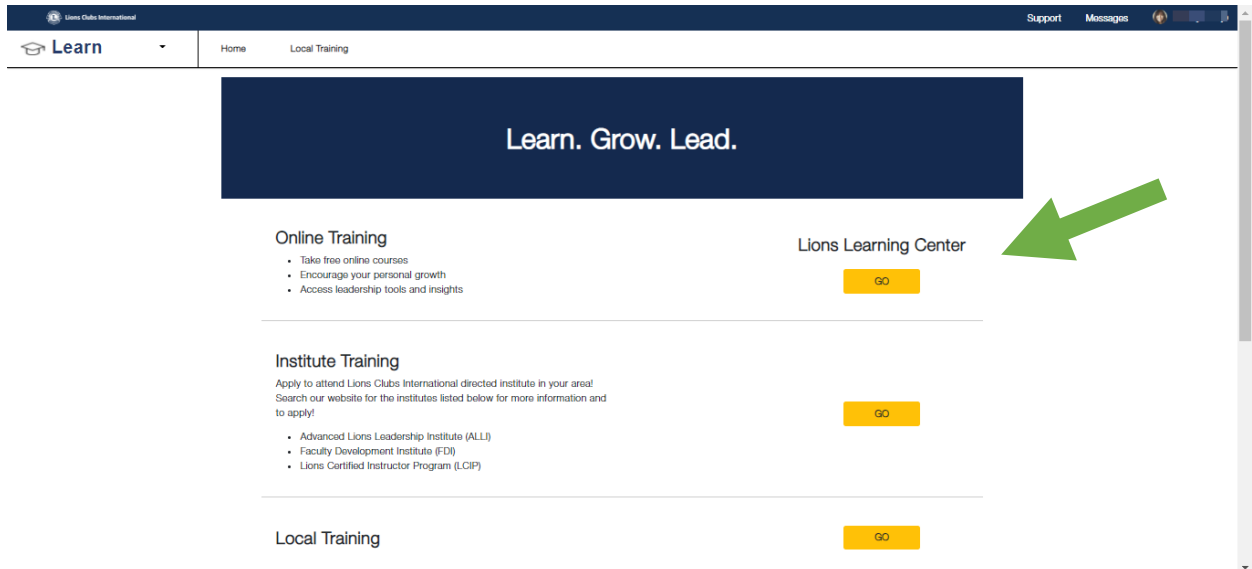 Lions Clubs International
Support
Messages
Learn
Home
Local Training
Learn. Grow. Lead.
Online Training
• Take free online courses
• Encourage your personal growth
• Access leadership tools and insights
Lions Learning Center
GO
Institute Training
Apply to attend Lions Clubs International directed institute in your area!
Search our website for the institutes listed below for more information and
to apply!
• Advanced Lions Leadership Institute (ALLI)
• Faculty Development Institute (FDI)
• Lions Certified Instructor Program (LCIP)
GO
Local Training
GO